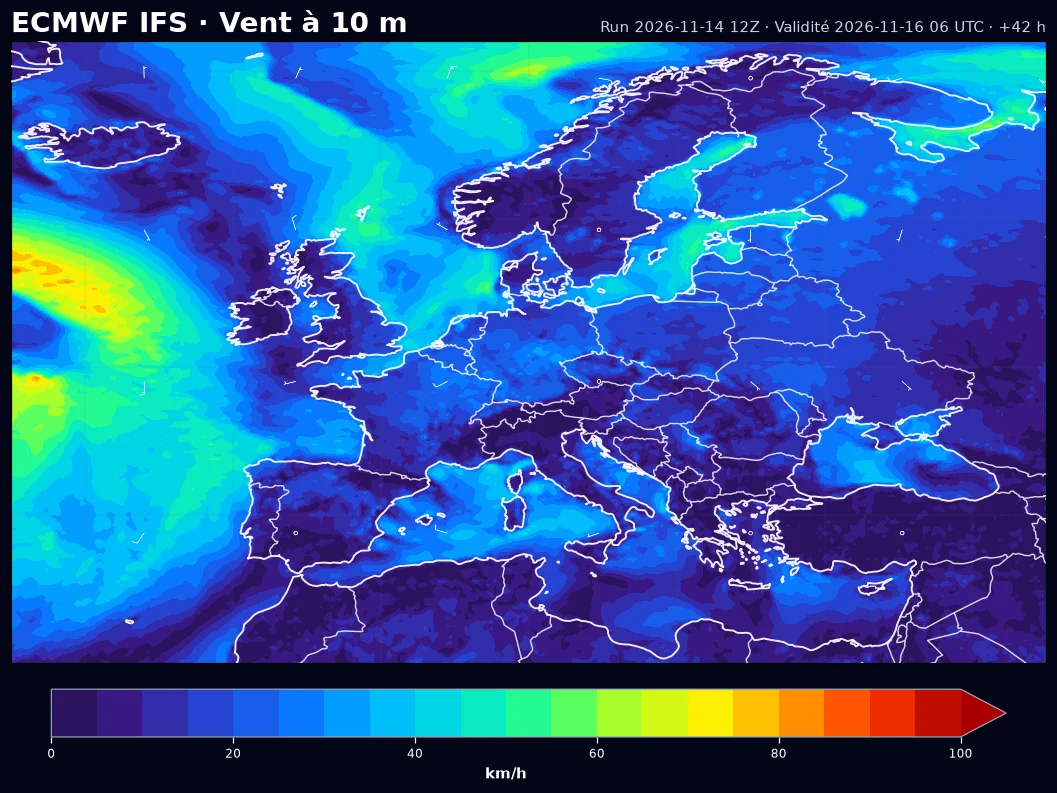 ECMWF IFS · Vent à 10 m
Run 2026-11-14 12Z · Validité 2026-11-16 06 UTC · +42 h
0 20 40 60 80 100
km/h